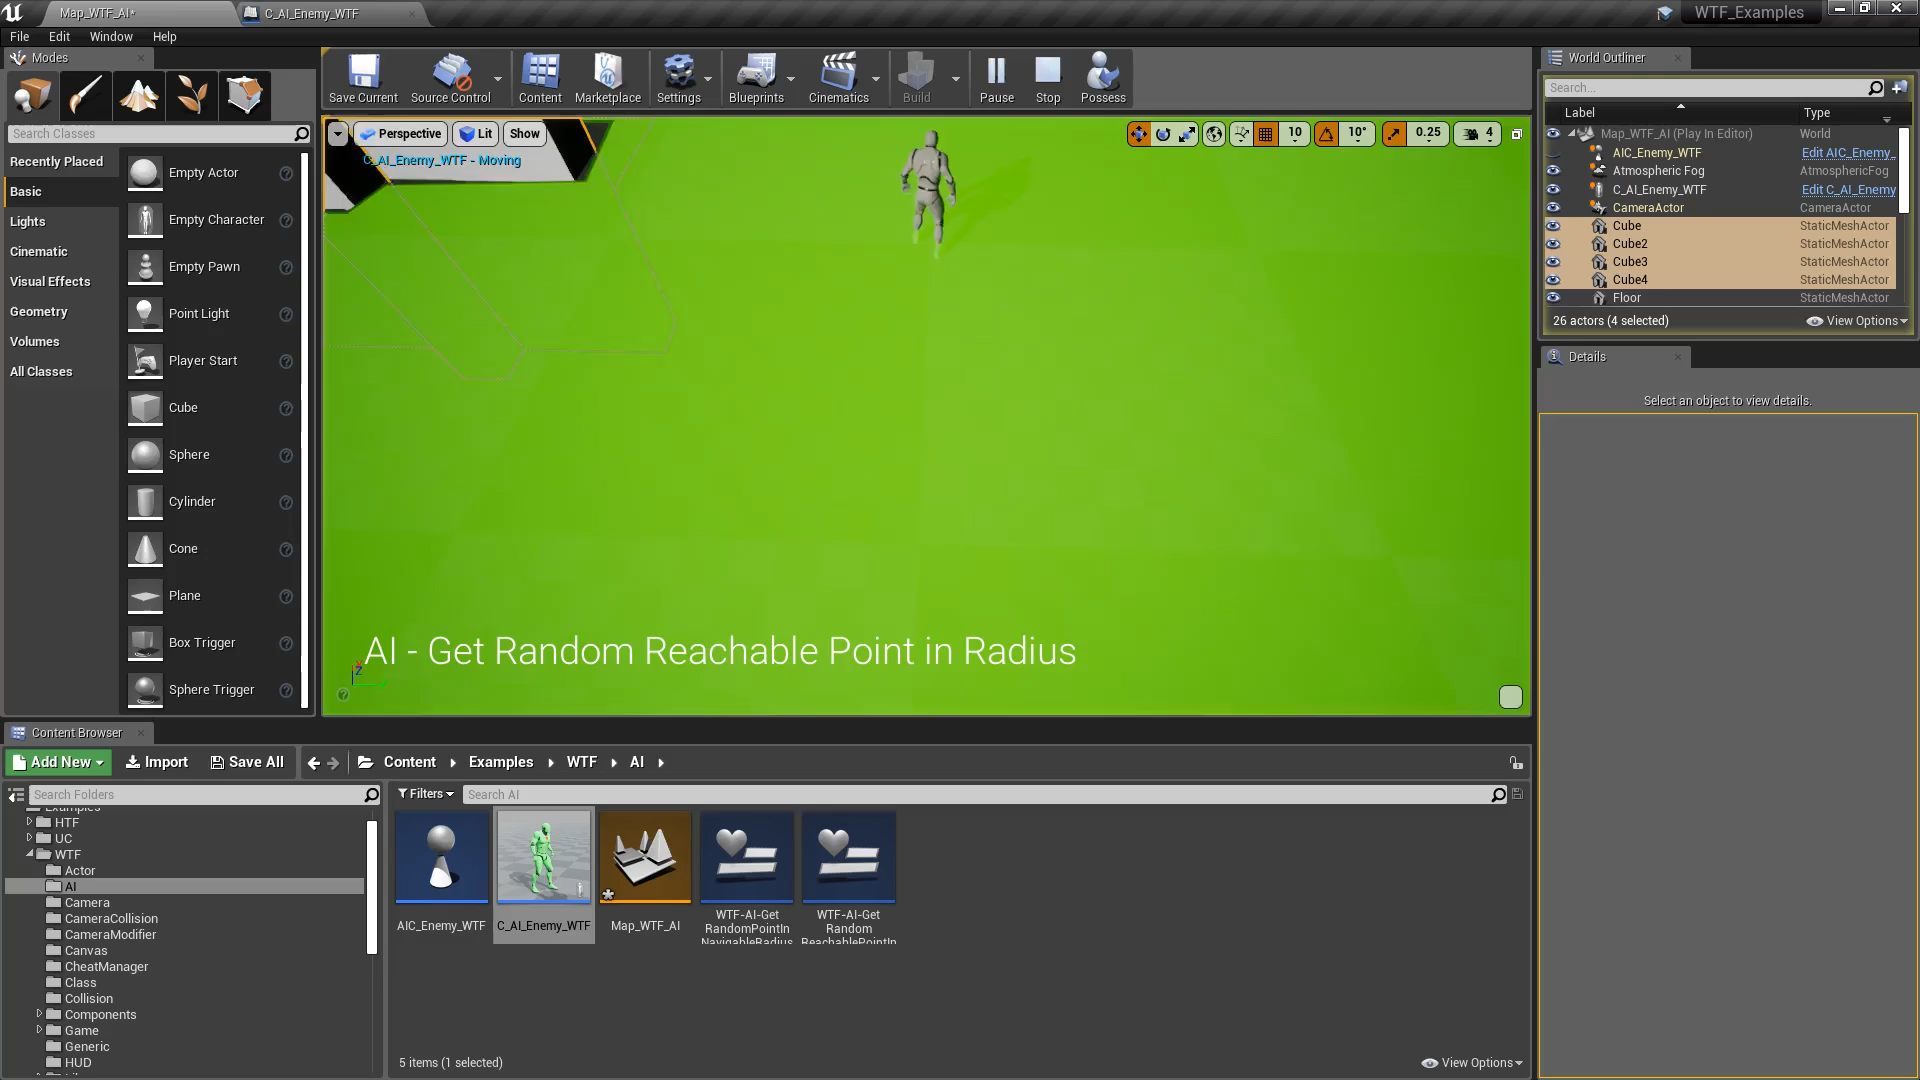 Map_WTF_AI*
C_AI_Enemy_WTF
WTF_Examples
File Edit Window Help
Modes
Save Current
Source Control
Content
Marketplace
Settings
Blueprints
Cinematics
Build
Pause
Stop
Possess
Search Classes
Recently Placed
Basic
Lights
Cinematic
Visual Effects
Geometry
Volumes
All Classes
Empty Actor
Empty Character
Empty Pawn
Point Light
Player Start
Cube
Sphere
Cylinder
Cone
Plane
Box Trigger
Sphere Trigger
Perspective Lit Show
10 10° 0.25 4
C_AI_Enemy_WTF - Moving
AI - Get Random Reachable Point in Radius
Z
World Outliner
Search...
Label Type
Map_WTF_AI (Play In Editor) World
AIC_Enemy_WTF Edit AIC_Enemy_
Atmospheric Fog AtmosphericFog
C_AI_Enemy_WTF Edit C_AI_Enemy
CameraActor CameraActor
Cube StaticMeshActor
Cube2 StaticMeshActor
Cube3 StaticMeshActor
Cube4 StaticMeshActor
Floor StaticMeshActor
26 actors (4 selected) View Options
Details
Select an object to view details.
Content Browser
Add New Import Save All Content Examples WTF AI
Search Folders
Filters Search AI
Examples
HTF
UC
WTF
Actor
AI
Camera
CameraCollision
CameraModifier
Canvas
CheatManager
Class
Collision
Components
Game
Generic
HUD
AIC_Enemy_WTF
C_AI_Enemy_WTF
Map_WTF_AI
WTF-AI-Get
RandomPointIn
NavigableRadius
WTF-AI-Get
Random
ReachablePointIn
5 items (1 selected)
View Options